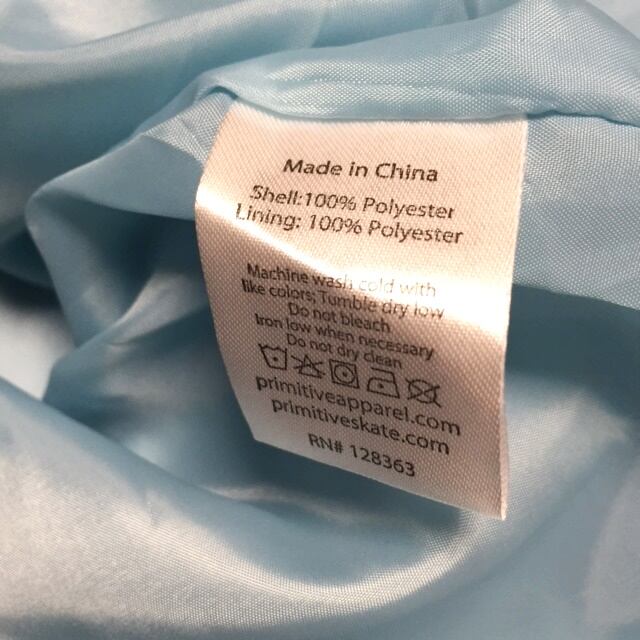 Made in China
Shell:100% Polyester
Lining: 100% Polyester
Machine wash cold with
like colors; Tumble dry low
Do not bleach
Iron low when necessary
Do not dry clean
primitiveapparel.com
primitiveskate.com
RN# 128363